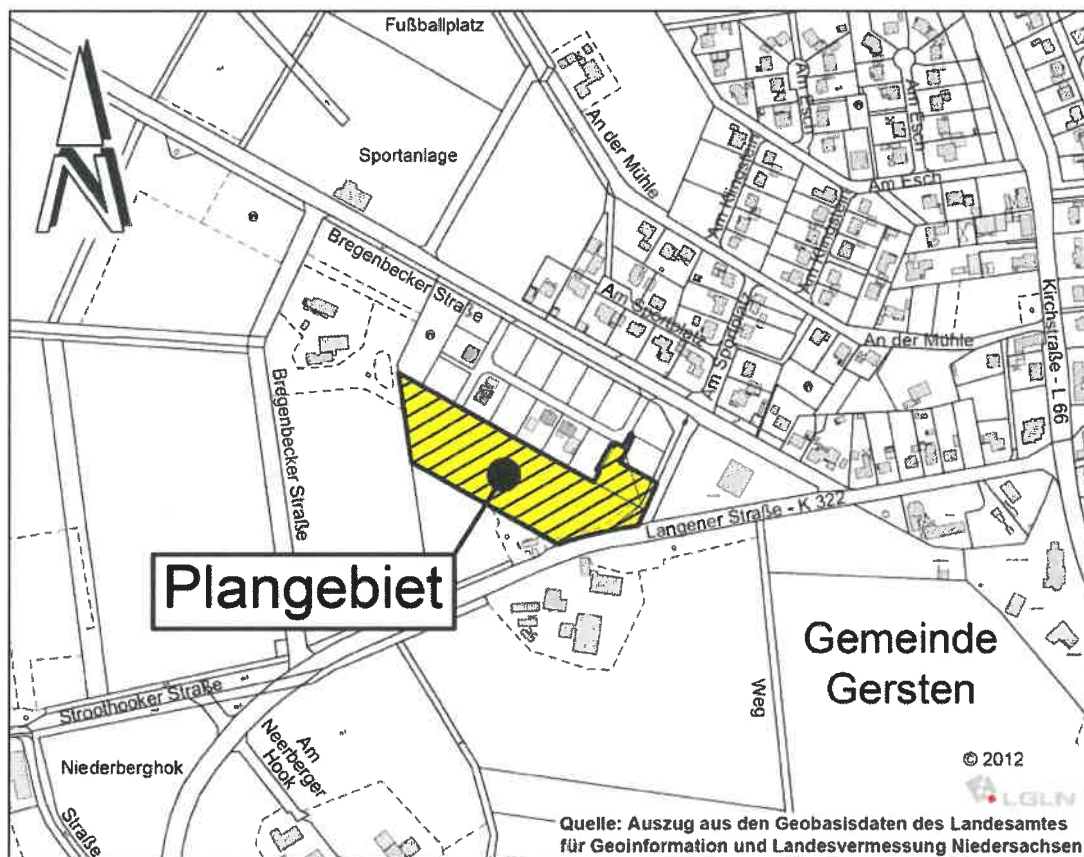 Fußballplatz
Sportanlage
An der Mühle
Am Esch
Am Esch
Am Esch
Am Ringofen
Bregenbecker Straße
Am Sportplatz
Am Sportplatz
An der Mühle
Kirchstraße - L 66
Bregenbecker Straße
Langener Straße - K 322
Plangebiet
Gemeinde
Gersten
Weg
Stroothooker Straße
Niederberghok
Am
Neerberger
Hook
Straße
N
© 2012
LGLN
Quelle: Auszug aus den Geobasisdaten des Landesamtes
für Geoinformation und Landesvermessung Niedersachsen